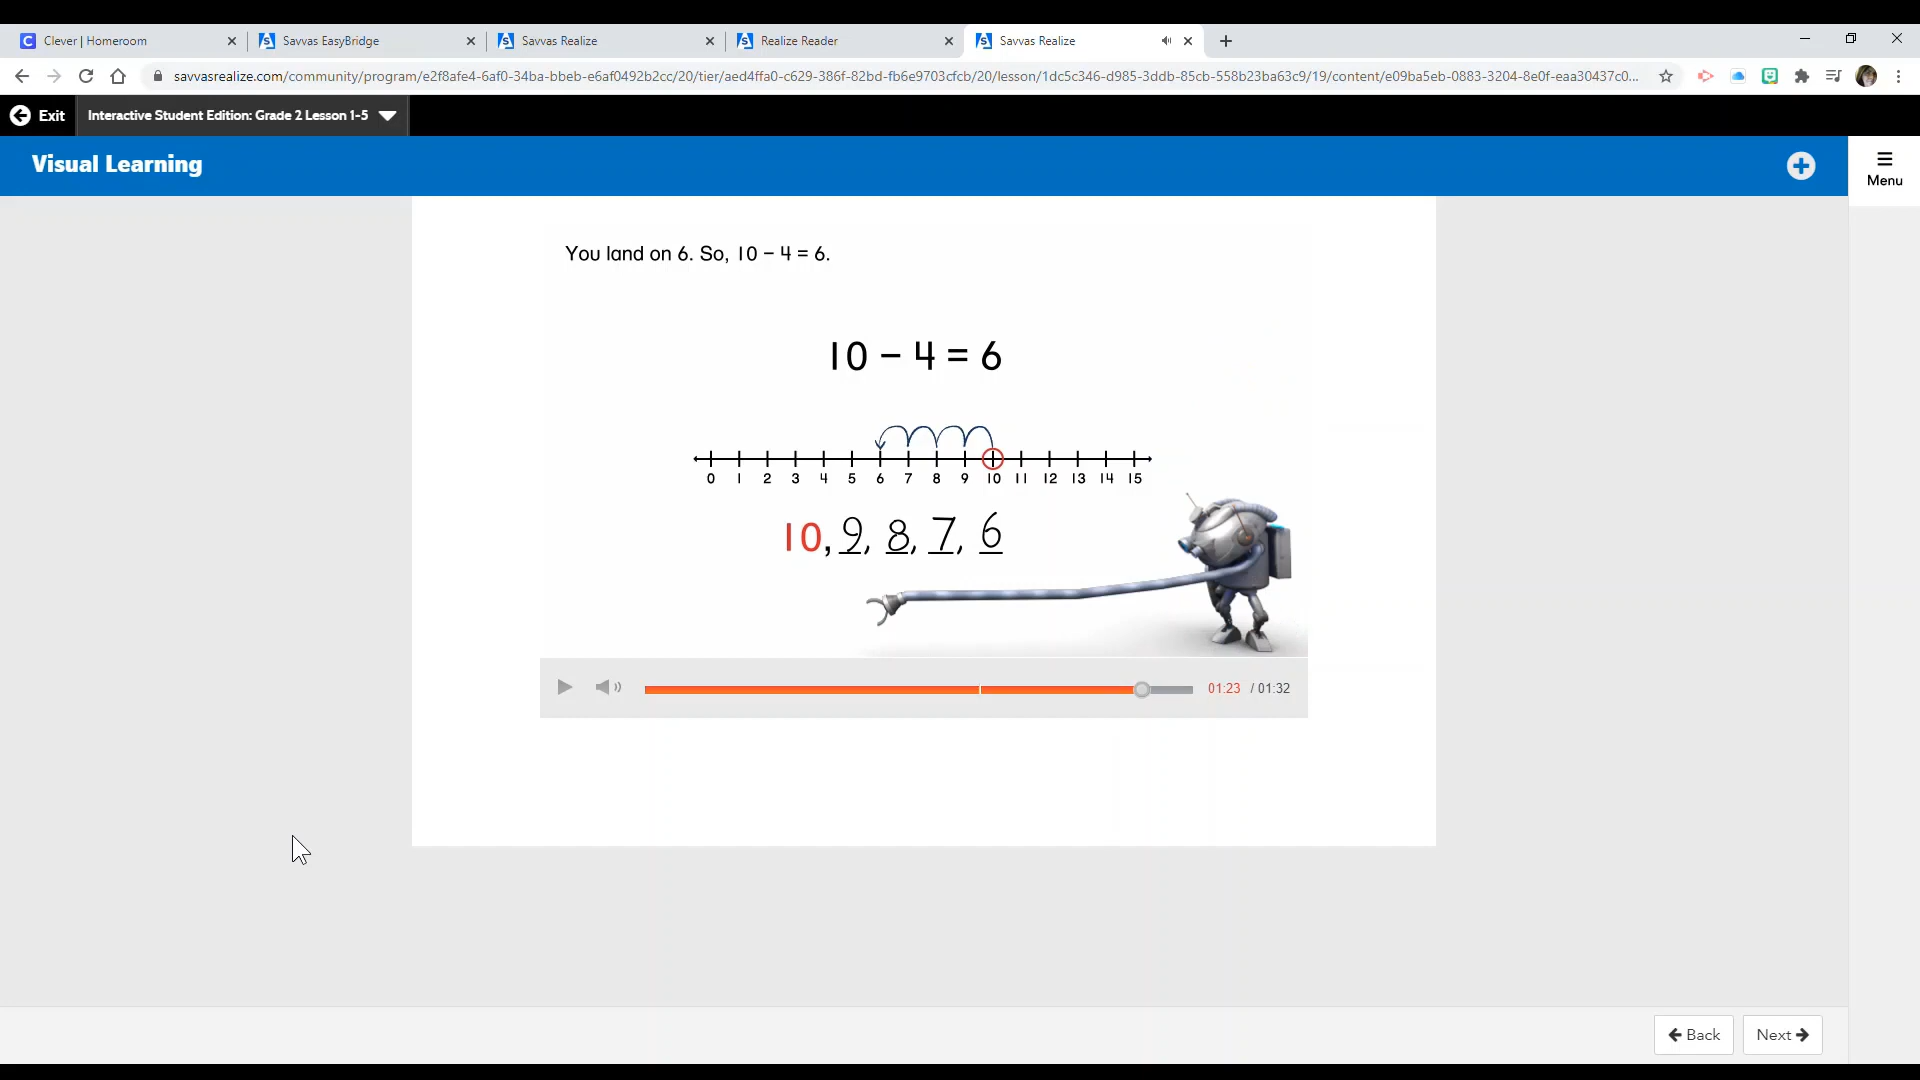 Clever | Homeroom
Savvas EasyBridge
Savvas Realize
Realize Reader
Savvas Realize
savvasrealize.com/community/program/e2f8afe4-6af0-34ba-bbeb-e6af0492b2cc/20/tier/aed4ffa0-c629-386f-82bd-fb6e9703cfcb/20/lesson/1dc5c346-d985-3ddb-85cb-558b23ba63c9/19/content/e09ba5eb-0883-3204-8e0f-eaa30437c0...
Exit
Interactive Student Edition: Grade 2 Lesson 1-5
Visual Learning
Menu
You land on 6. So, 10 − 4 = 6.
10 − 4 = 6
0 1 2 3 4 5 6 7 8 9 10 11 12 13 14 15
10, 9, 8, 7, 6
01:23 / 01:32
Back
Next